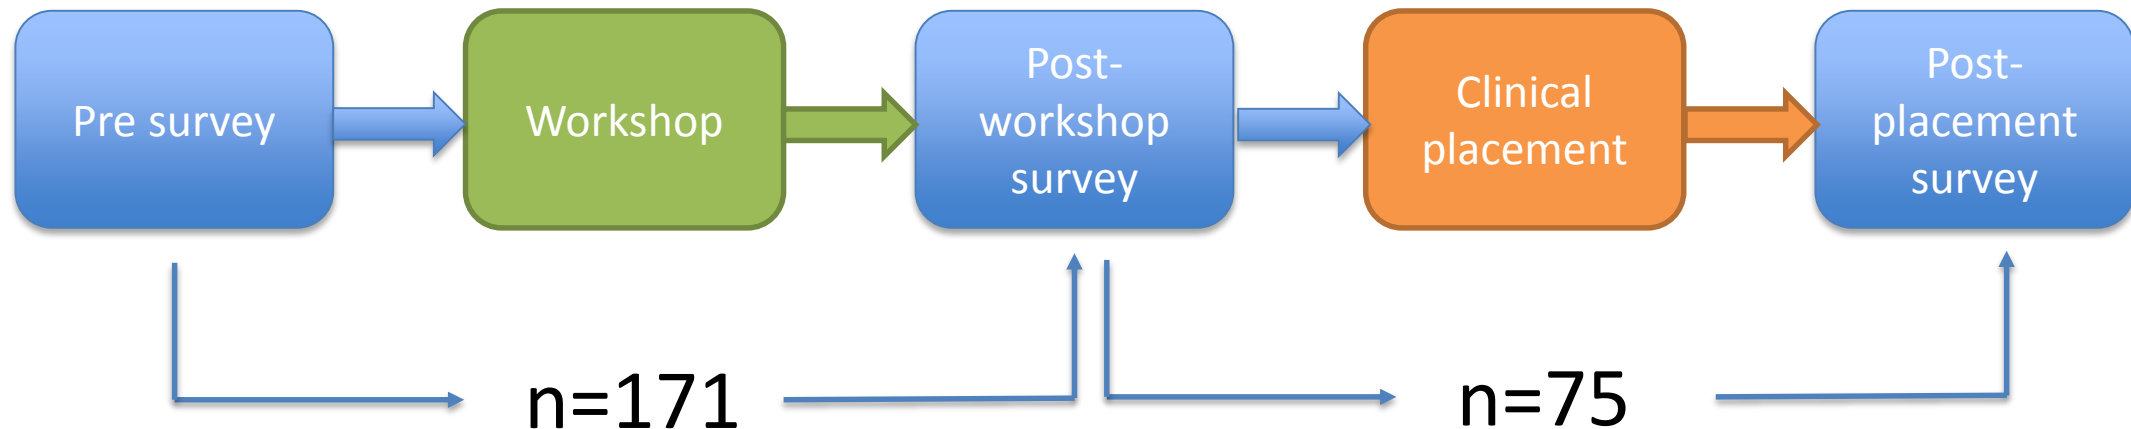 Pre survey
Workshop
Post-
workshop
survey
Clinical
placement
Post-
placement
survey
n=171
n=75